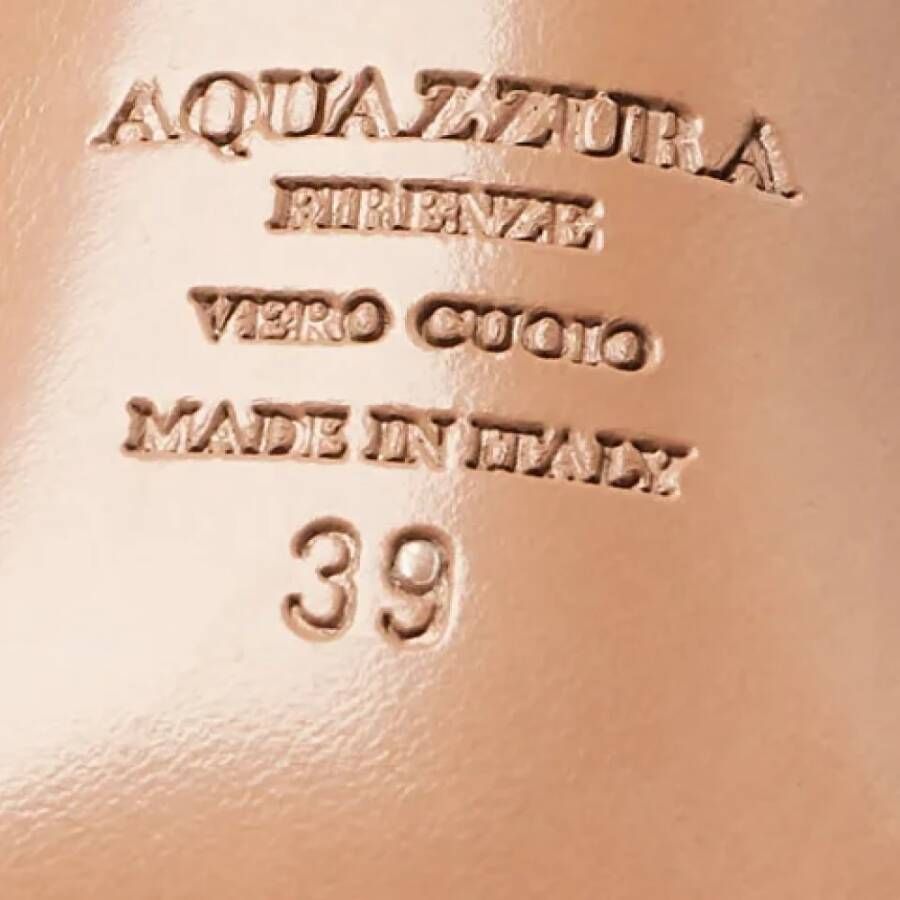 AQUAZZURA
FIRENZE
VERO CUOIO
MADE IN ITALY
39